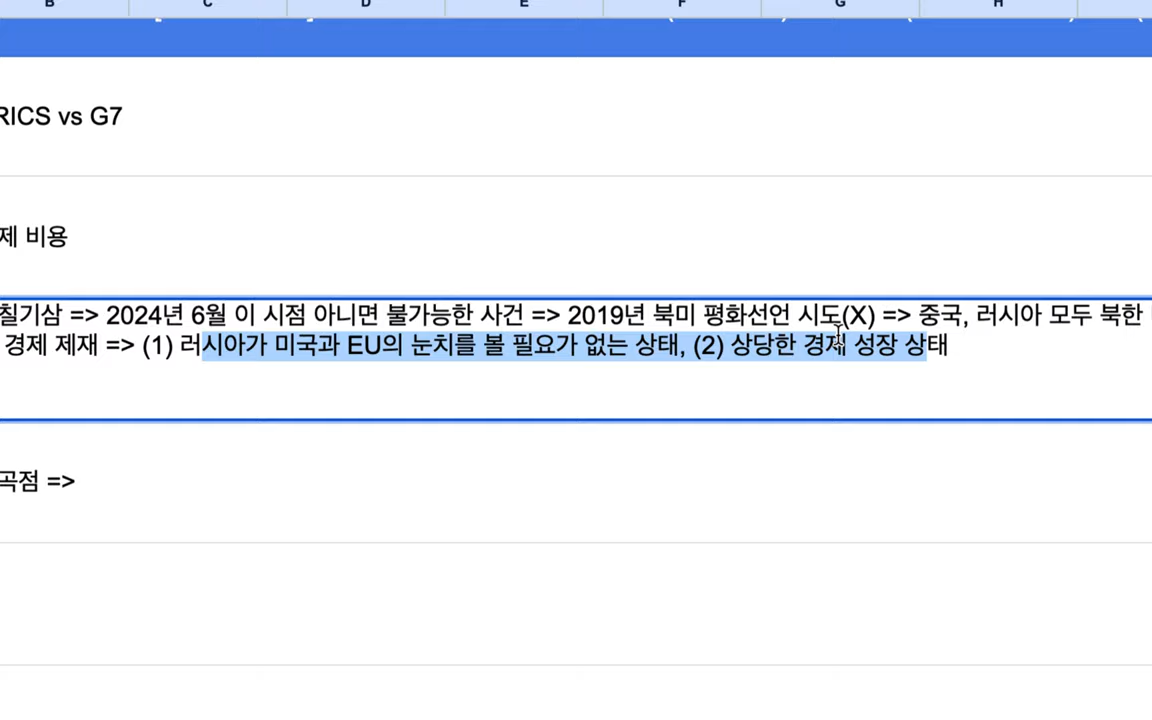 B C D E F G H
RICS vs G7
제 비용
칠기삼 => 2024년 6월 이 시점 아니면 불가능한 사건 => 2019년 북미 평화선언 시도(X) => 중국, 러시아 모두 북한
경제 제재 => (1) 러시아가 미국과 EU의 눈치를 볼 필요가 없는 상태, (2) 상당한 경제 성장 상태
곡점 =>